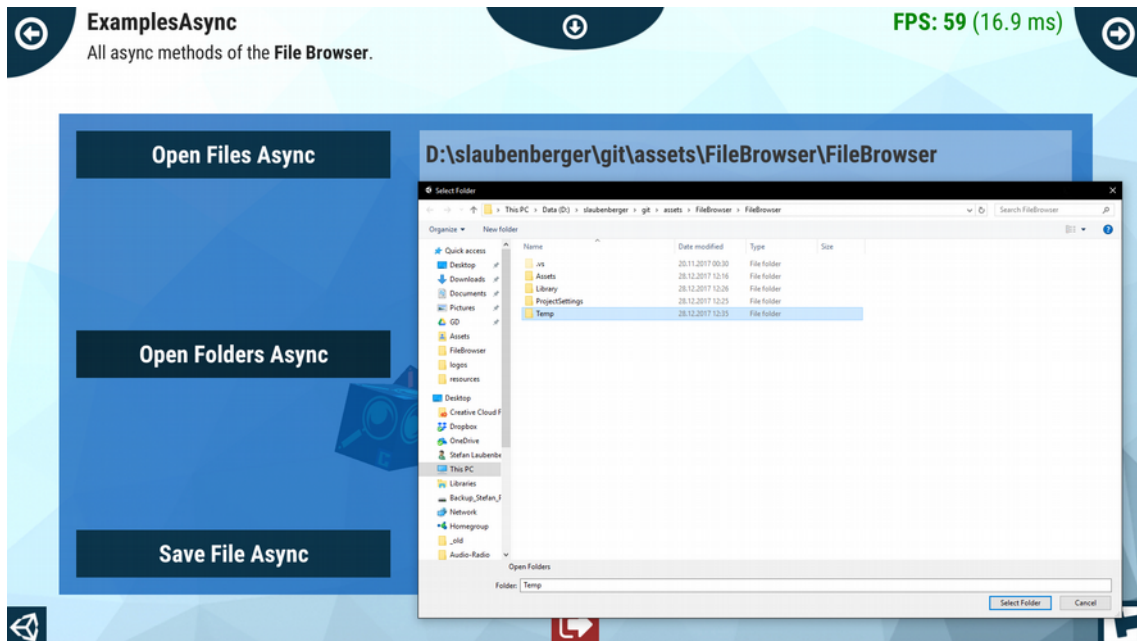 ExamplesAsync
FPS: 59 (16.9 ms)
All async methods of the File Browser.
Open Files Async
D:\slaubenberger\git\assets\FileBrowser\FileBrowser
Select Folder
This PC > Data (D:) > slaubenberger > git > assets > FileBrowser > FileBrowser
Search FileBrowser
Organize
New folder
Name Date modified Type Size
.vs 20.11.2017 00:30 File folder
Assets 28.12.2017 12:16 File folder
Library 28.12.2017 12:26 File folder
ProjectSettings 28.12.2017 12:25 File folder
Temp 28.12.2017 12:35 File folder
Quick access
Desktop
Downloads
Documents
Pictures
GD
Assets
FileBrowser
logos
resources
Desktop
Creative Cloud F
Dropbox
OneDrive
Stefan Laubenbe
This PC
Libraries
Backup_Stefan_F
Network
Homegroup
_old
Audio-Radio
Open Folders Async
Save File Async
Open Folders
Folder: Temp
Select Folder
Cancel